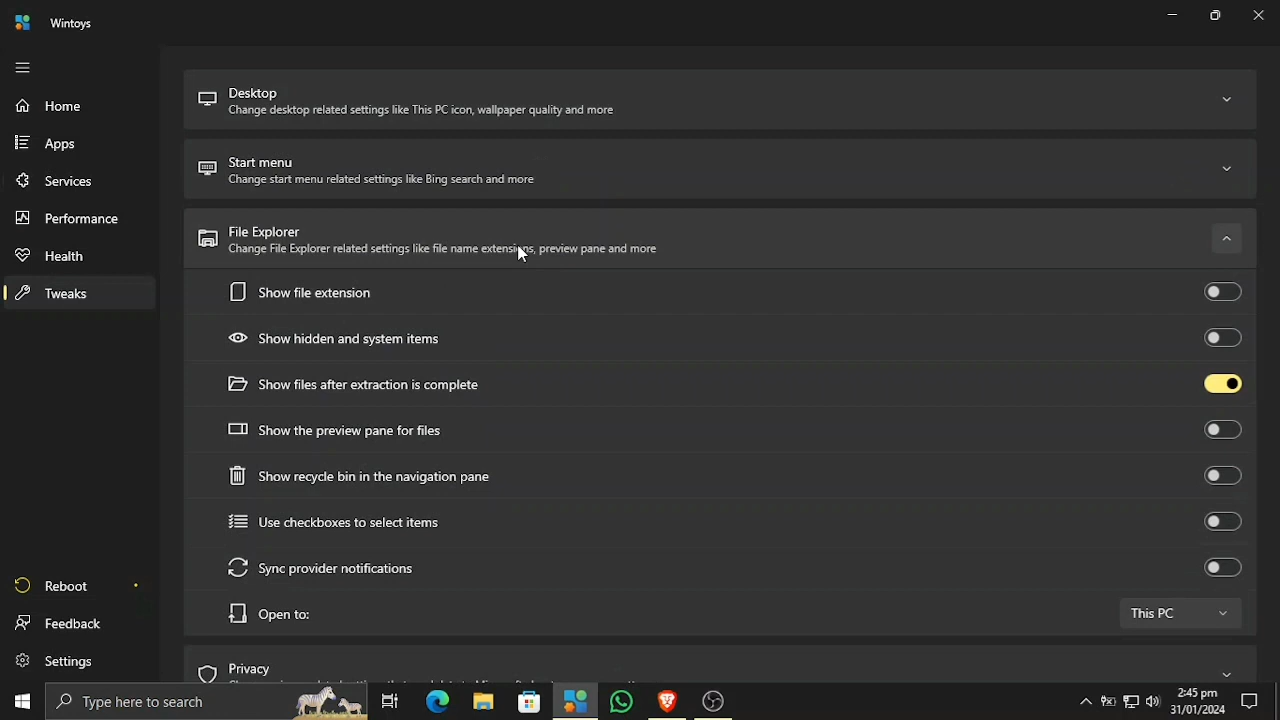 Wintoys
Home
Apps
Services
Performance
Health
Tweaks
Reboot
Feedback
Settings
Desktop
Change desktop related settings like This PC icon, wallpaper quality and more
Start menu
Change start menu related settings like Bing search and more
File Explorer
Change File Explorer related settings like file name extensions, preview pane and more
Show file extension
Show hidden and system items
Show files after extraction is complete
Show the preview pane for files
Show recycle bin in the navigation pane
Use checkboxes to select items
Sync provider notifications
Open to: This PC
Privacy
Type here to search
2:45 pm
31/01/2024